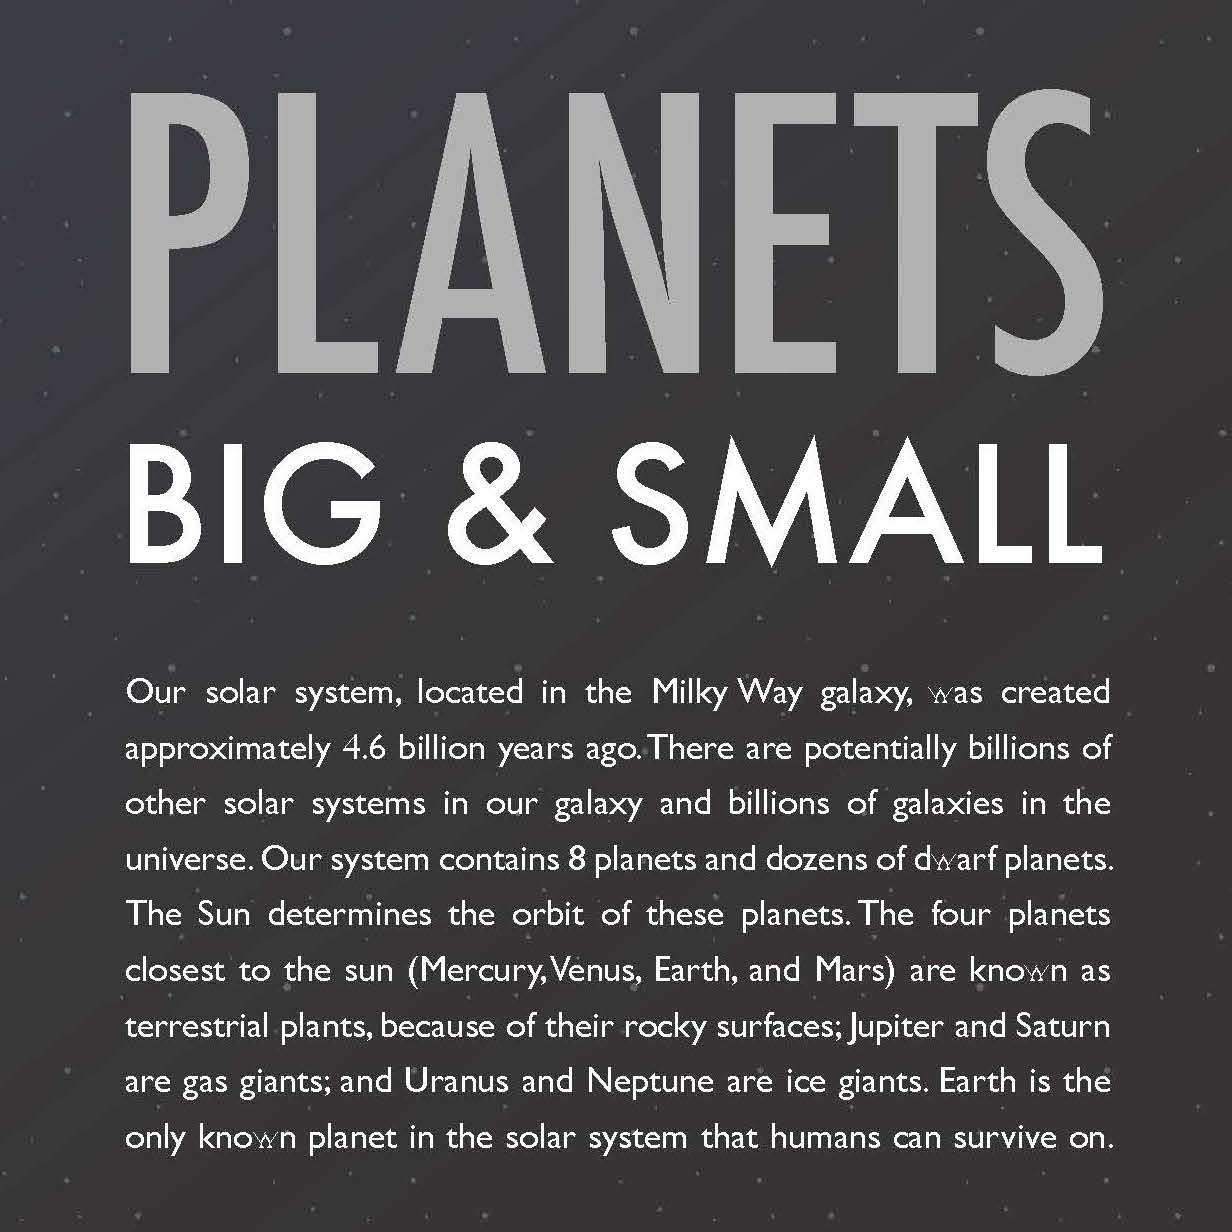 PLANETS
BIG & SMALL
Our solar system, located in the Milky Way galaxy, was created
approximately 4.6 billion years ago. There are potentially billions of
other solar systems in our galaxy and billions of galaxies in the
universe. Our system contains 8 planets and dozens of dwarf planets.
The Sun determines the orbit of these planets. The four planets
closest to the sun (Mercury, Venus, Earth, and Mars) are known as
terrestrial plants, because of their rocky surfaces; Jupiter and Saturn
are gas giants; and Uranus and Neptune are ice giants. Earth is the
only known planet in the solar system that humans can survive on.